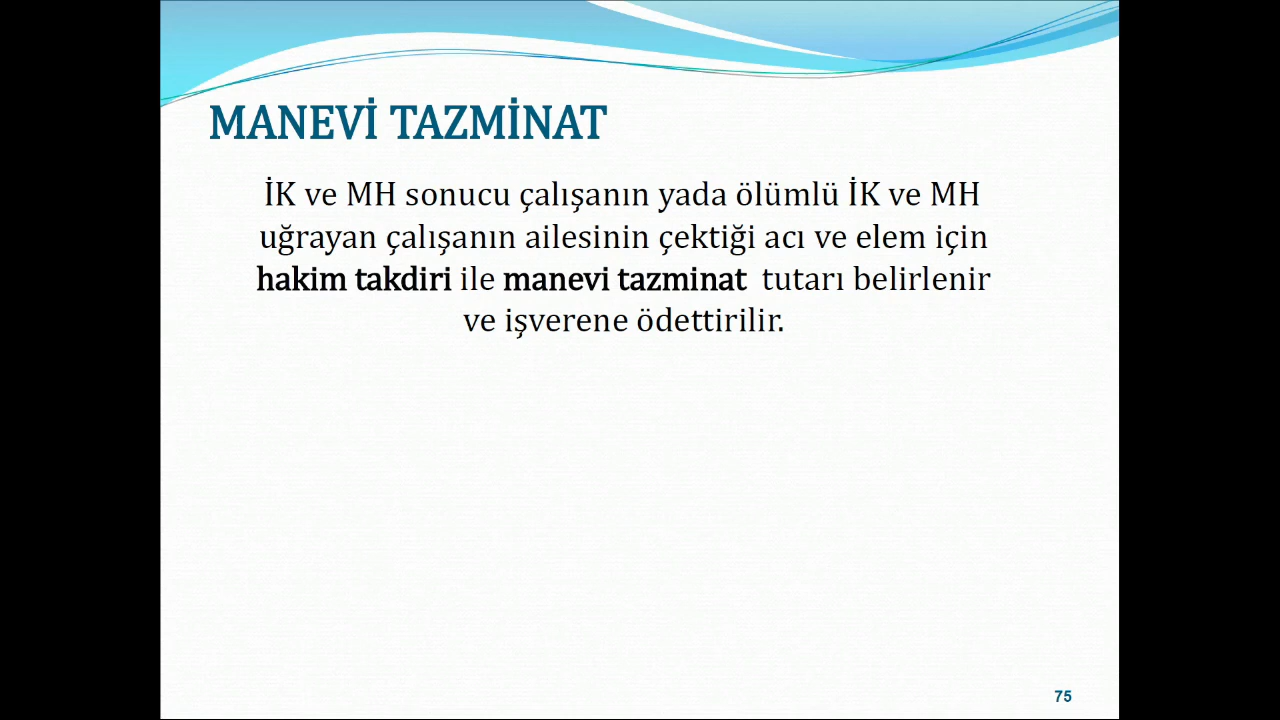 MANEVİ TAZMİNAT
İK ve MH sonucu çalışanın yada ölümlü İK ve MH
uğrayan çalışanın ailesinin çektiği acı ve elem için
hakim takdiri ile manevi tazminat tutarı belirlenir
ve işverene ödettirilir.
75